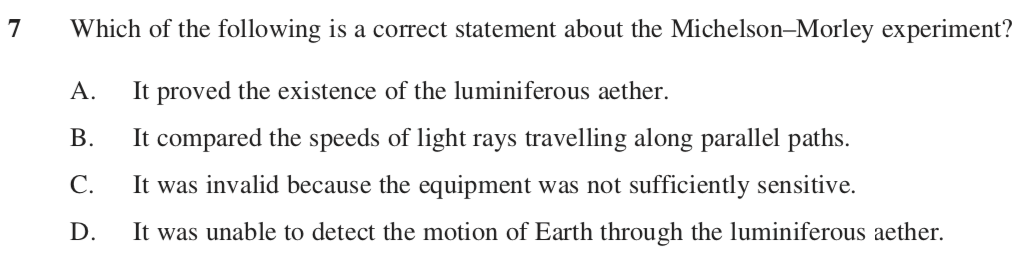 7 Which of the following is a correct statement about the Michelson–Morley experiment?
A. It proved the existence of the luminiferous aether.
B. It compared the speeds of light rays travelling along parallel paths.
C. It was invalid because the equipment was not sufficiently sensitive.
D. It was unable to detect the motion of Earth through the luminiferous aether.